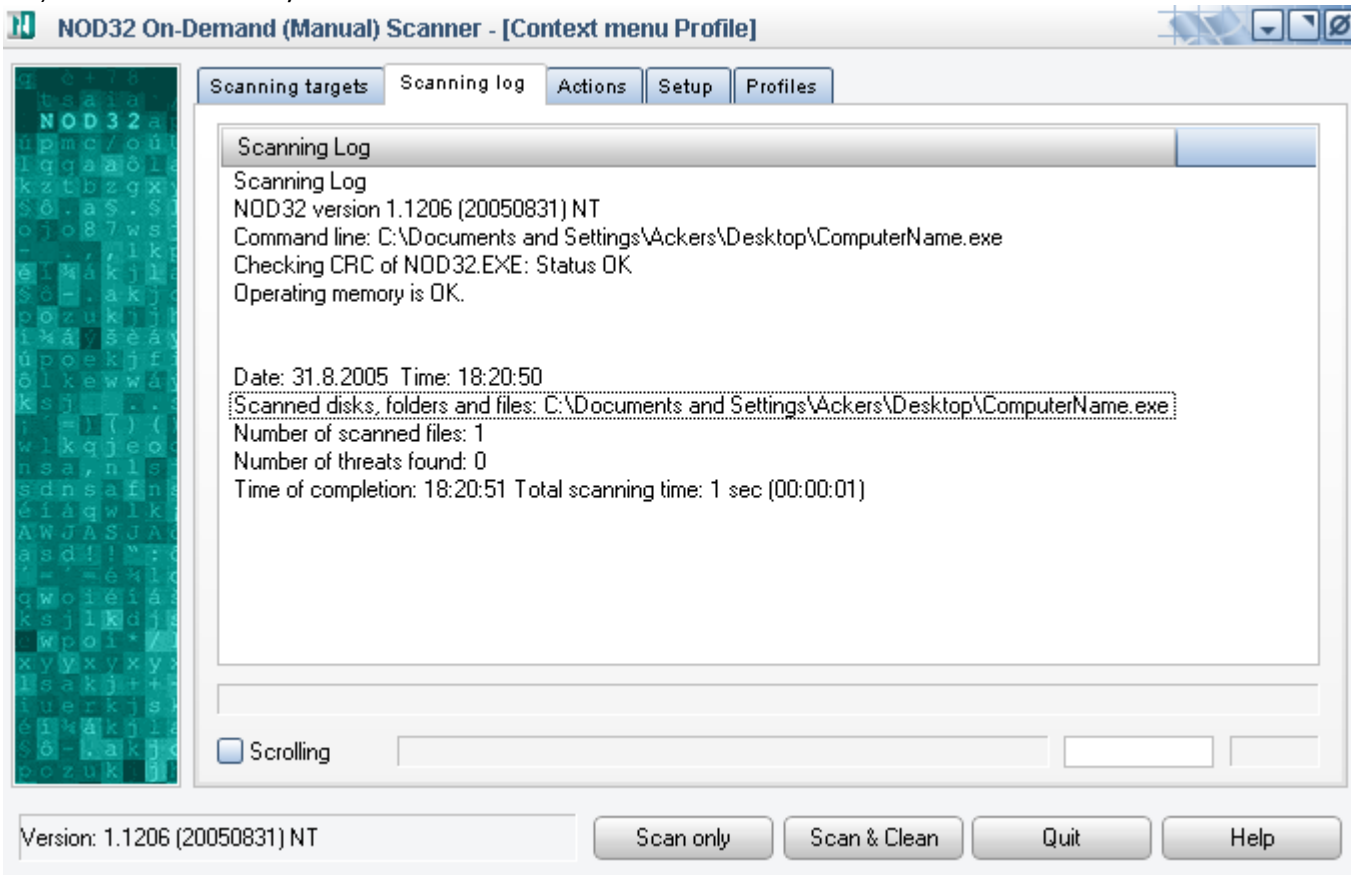 NOD32 On-Demand (Manual) Scanner - [Context menu Profile]
Scanning targets
Scanning log
Actions
Setup
Profiles
NOD32
Scanning Log
Scanning Log
NOD32 version 1.1206 (20050831) NT
Command line: C:\Documents and Settings\Ackers\Desktop\ComputerName.exe
Checking CRC of NOD32.EXE: Status OK
Operating memory is OK.
Date: 31.8.2005 Time: 18:20:50
Scanned disks, folders and files: C:\Documents and Settings\Ackers\Desktop\ComputerName.exe
Number of scanned files: 1
Number of threats found: 0
Time of completion: 18:20:51 Total scanning time: 1 sec (00:00:01)
Scrolling
Version: 1.1206 (20050831) NT
Scan only
Scan & Clean
Quit
Help